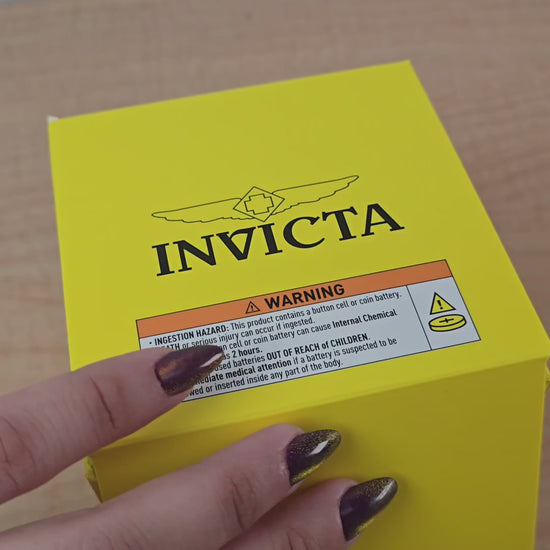 INVICTA
WARNING
• INGESTION HAZARD: This product contains a button cell or coin battery.
or serious injury can occur if ingested.
cell or coin battery can cause Internal Chemical
2 hours.
used batteries OUT OF REACH of CHILDREN.
medical attention if a battery is suspected to be
or inserted inside any part of the body.